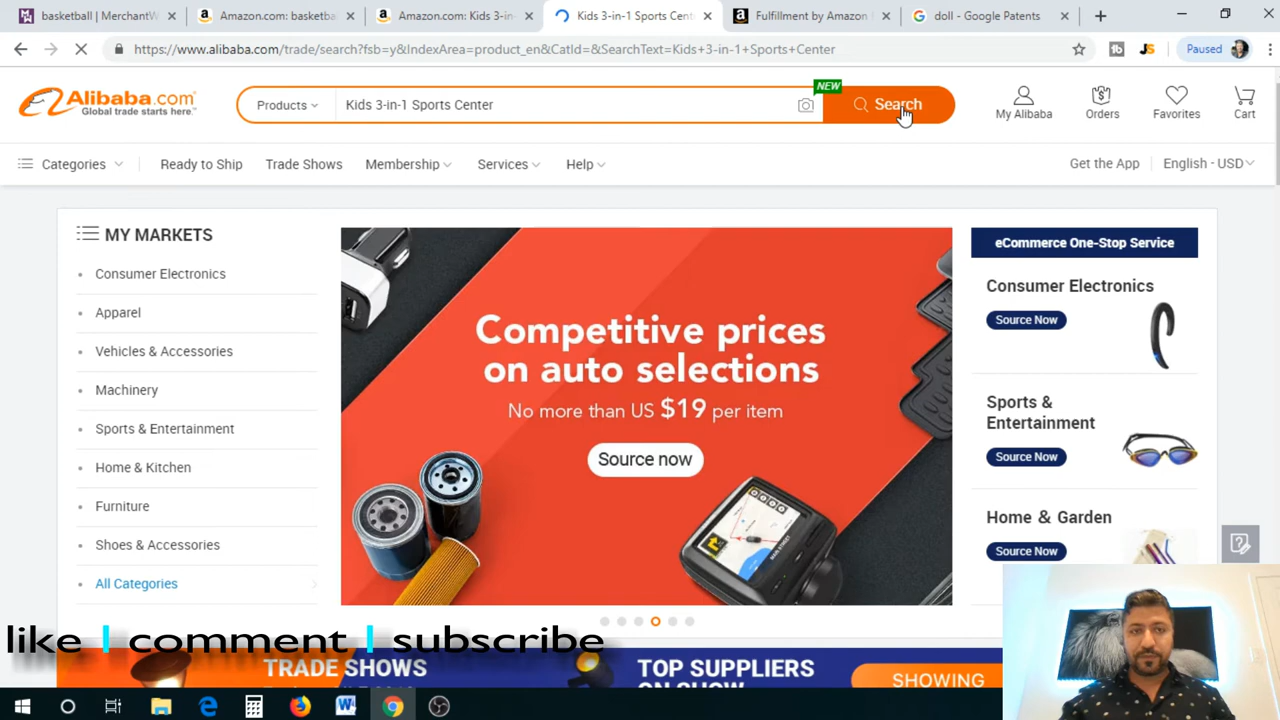 basketball | MerchantW
Amazon.com: basketba
Amazon.com: Kids 3-in-
Kids 3-in-1 Sports Cent
Fulfillment by Amazon
doll - Google Patents
https://www.alibaba.com/trade/search?fsb=y&IndexArea=product_en&CatId=&SearchText=Kids+3-in-1+Sports+Center
Paused
Alibaba.com
Global trade starts here.
Products
Kids 3-in-1 Sports Center
NEW
Search
My Alibaba
Orders
Favorites
Cart
Categories
Ready to Ship
Trade Shows
Membership
Services
Help
Get the App
English - USD
MY MARKETS
Consumer Electronics
Apparel
Vehicles & Accessories
Machinery
Sports & Entertainment
Home & Kitchen
Furniture
Shoes & Accessories
All Categories
Competitive prices
on auto selections
No more than US $19 per item
Source now
eCommerce One-Stop Service
Consumer Electronics
Source Now
Sports &
Entertainment
Source Now
Home & Garden
Source Now
like | comment | subscribe
TRADE SHOWS
TOP SUPPLIERS
SHOWING